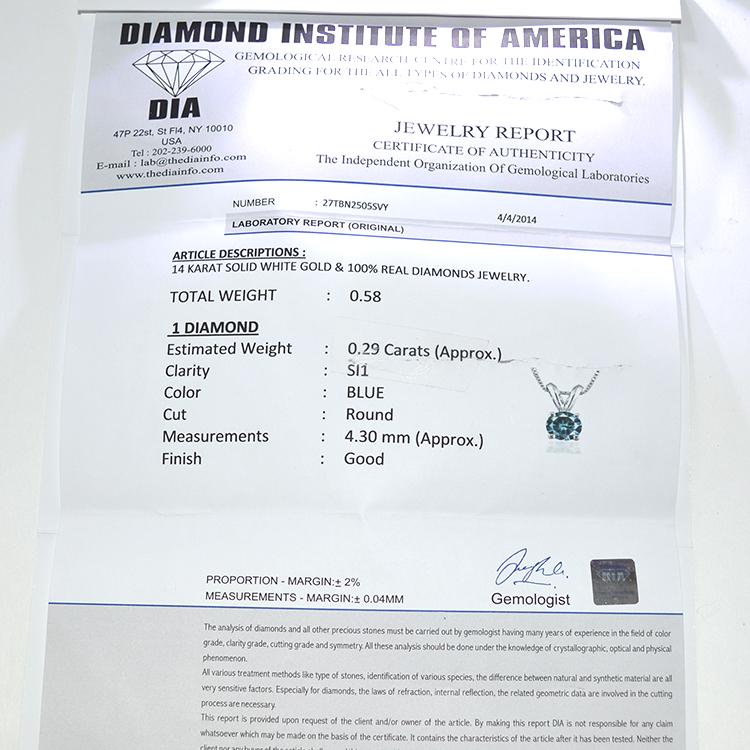 DIAMOND INSTITUTE OF AMERICA
GEMOLOGICAL RESEARCH CENTRE FOR THE IDENTIFICATION
GRADING FOR THE ALL TYPES OF DIAMONDS AND JEWELRY.
DIA
47P 22st, St Fl4, NY 10010
USA
Tel : 202-239-6000
E-mail : lab@thediainfo.com
www.thediainfo.com
JEWELRY REPORT
CERTIFICATE OF AUTHENTICITY
The Independent Organization Of Gemological Laboratories
NUMBER : 27TBN2505SVY 4/4/2014
LABORATORY REPORT (ORIGINAL)
ARTICLE DESCRIPTIONS :
14 KARAT SOLID WHITE GOLD & 100% REAL DIAMONDS JEWELRY.
TOTAL WEIGHT : 0.58
1 DIAMOND
Estimated Weight : 0.29 Carats (Approx.)
Clarity : SI1
Color : BLUE
Cut : Round
Measurements : 4.30 mm (Approx.)
Finish : Good
PROPORTION - MARGIN:± 2%
MEASUREMENTS - MARGIN:± 0.04MM
Gemologist
DIA
The analysis of diamonds and all other precious stones must be carried out by gemologist having many years of experience in the field of color
grade, clarity grade, cutting grade and symmetry. All these analysis should be done under the knowledge of crystallographic, optical and physical
phenomenon.
All various treatment methods like type of stones, identification of various species, the difference between natural and synthetic material are all
very sensitive factors. Especially for diamonds, the laws of refraction, internal reflection, the related geometric data are involved in the cutting
process are necessary.
This report is provided upon request of the client and/or owner of the article. By making this report DIA is not responsible for any claim
whatsoever which may be made on the basis of the certificate. It contains the characteristics of the article after it has been tested. Neither the